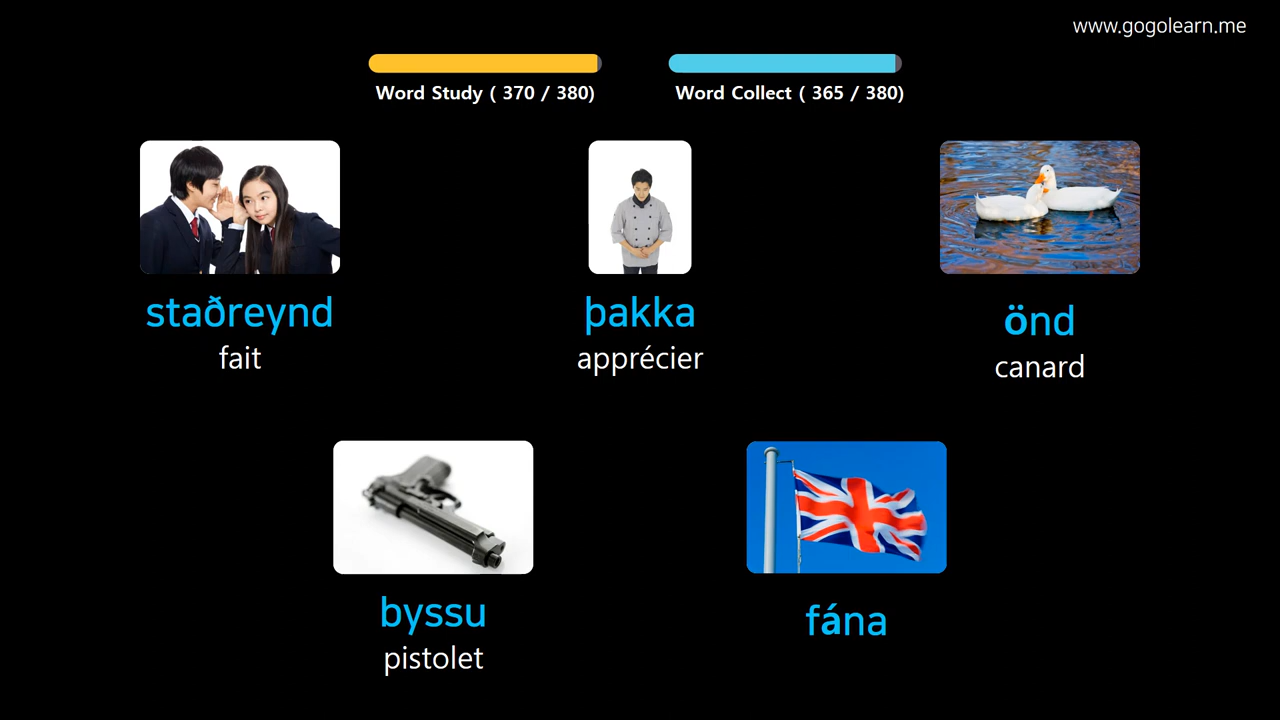 www.gogolearn.me
Word Study ( 370 / 380)
Word Collect ( 365 / 380)
staðreynd
fait
þakka
apprécier
önd
canard
byssu
pistolet
fána